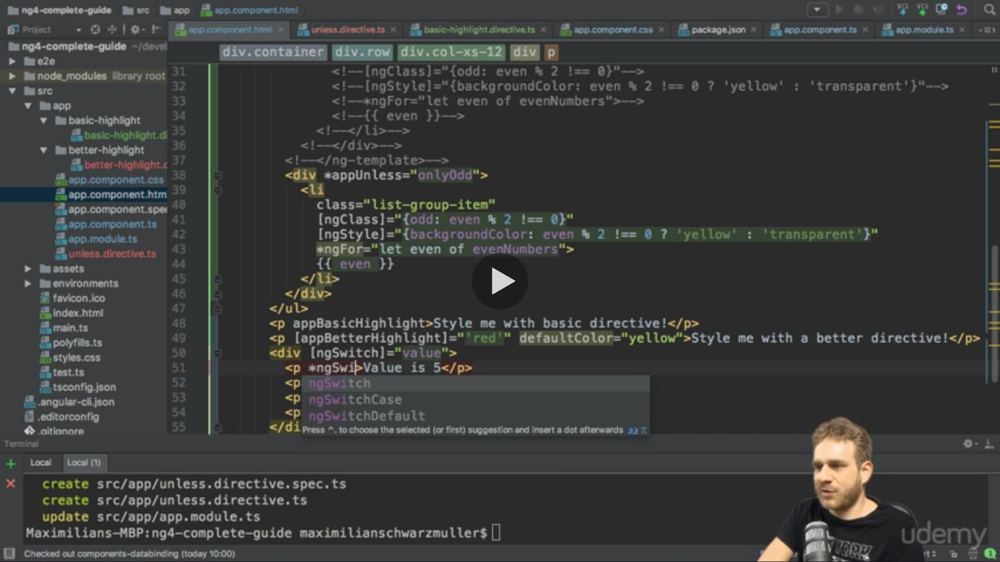 ng4-complete-guide src app app.component.html
VCS VCS
Project
app.component.html unless.directive.ts basic-highlight.directive.ts app.component.css package.json app.component.ts app.module.ts
ng4-complete-guide ~/devel
div.container div.row div.col-xs-12 div p
e2e
node_modules library root
src
app
basic-highlight
basic-highlight.di
better-highlight
better-highlight.c
app.component.css
app.component.htm
app.component.spec
app.component.ts
app.module.ts
unless.directive.ts
assets
environments
favicon.ico
index.html
main.ts
polyfills.ts
styles.css
test.ts
tsconfig.json
.angular-cli.json
.editorconfig
.gitignore
31 <!--[ngClass]="{odd: even % 2 !== 0}"-->
32 <!--[ngStyle]="{backgroundColor: even % 2 !== 0 ? 'yellow' : 'transparent'}"-->
33 <!--*ngFor="let even of evenNumbers">-->
34 <!--{{ even }}-->
35 <!--</li>-->
36 <!--</div>-->
37 <!--</ng-template>-->
38 <div *appUnless="onlyOdd">
39 <li
40 class="list-group-item"
41 [ngClass]="{odd: even % 2 !== 0}"
42 [ngStyle]="{backgroundColor: even % 2 !== 0 ? 'yellow' : 'transparent'}"
43 *ngFor="let even of evenNumbers">
44 {{ even }}
45 </li>
46 </div>
47 </ul>
48 <p appBasicHighlight>Style me with basic directive!</p>
49 <p [appBetterHighlight]="'red'" defaultColor="yellow">Style me with a better directive!</p>
50 <div [ngSwitch]="value">
51 <p *ngSwi>Value is 5</p>
52 <p
53 <p
54 <p
55 </di
ngSwitch
ngSwitchCase
ngSwitchDefault
Press ^. to choose the selected (or first) suggestion and insert a dot afterwards >> π
Terminal
Local Local (1)
create src/app/unless.directive.spec.ts
create src/app/unless.directive.ts
update src/app/app.module.ts
Maximilians-MBP:ng4-complete-guide maximilianschwarzmuller$
Checked out components-databinding (today 10:00)
YORK
udemy